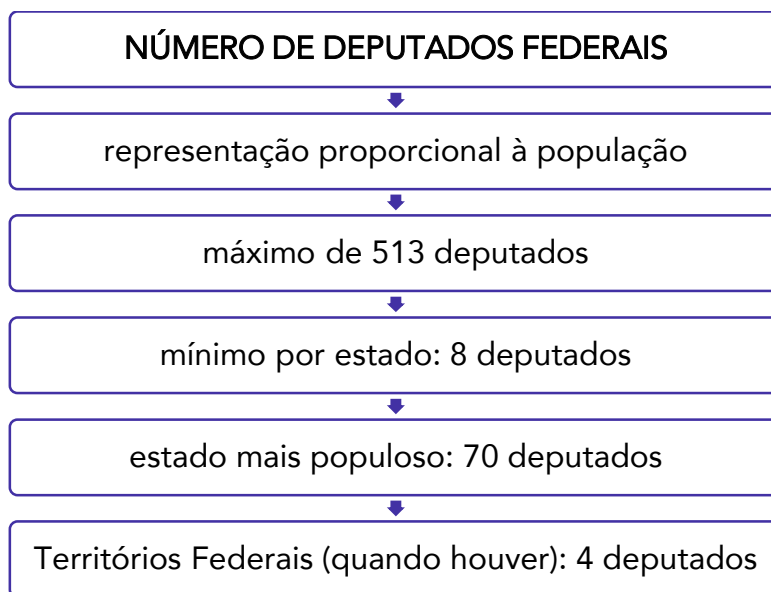 NÚMERO DE DEPUTADOS FEDERAIS
representação proporcional à população
máximo de 513 deputados
mínimo por estado: 8 deputados
estado mais populoso: 70 deputados
Territórios Federais (quando houver): 4 deputados